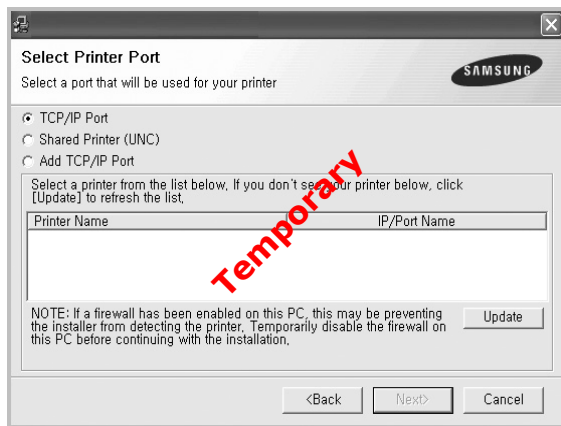 Select Printer Port
Select a port that will be used for your printer
SAMSUNG
TCP/IP Port
Shared Printer (UNC)
Add TCP/IP Port
Select a printer from the list below, If you don't see your printer below, click
[Update] to refresh the list,
Printer Name IP/Port Name
Temporary
NOTE: If a firewall has been enabled on this PC, this may be preventing
the installer from detecting the printer, Temporarily disable the firewall on
this PC before continuing with the installation,
Update
<Back Next> Cancel